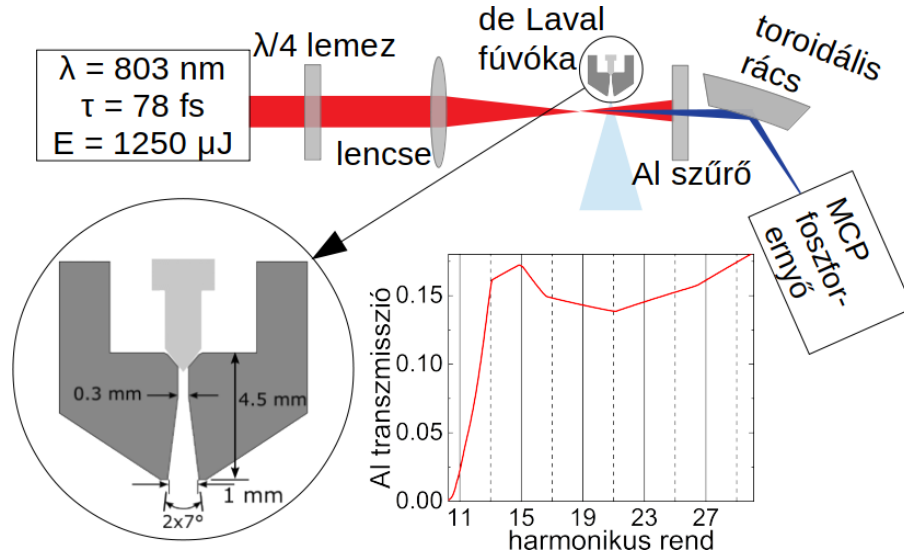 λ = 803 nm
τ = 78 fs
E = 1250 μJ
λ/4 lemez
lencse
de Laval
fúvóka
toroidális
rács
Al szűrő
MCP
foszfor-
ernyő
0.3 mm
4.5 mm
1 mm
2x7°
Al transzmisszió
0.15
0.10
0.05
0.00
11 15 19 23 27
harmonikus rend